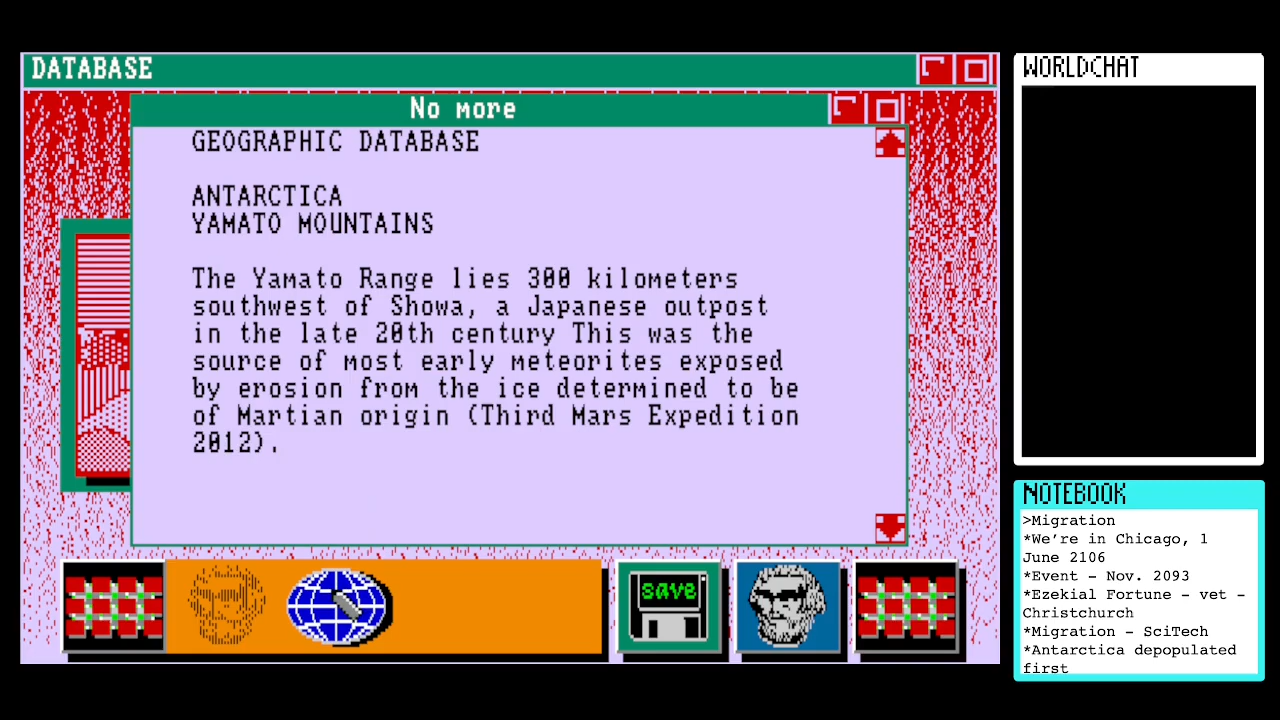 DATABASE
No more
GEOGRAPHIC DATABASE
ANTARCTICA
YAMATO MOUNTAINS
The Yamato Range lies 300 kilometers
southwest of Showa, a Japanese outpost
in the late 20th century This was the
source of most early meteorites exposed
by erosion from the ice determined to be
of Martian origin (Third Mars Expedition
2012).
save
WORLDCHAT
NOTEBOOK
>Migration
*We're in Chicago, 1
June 2106
*Event - Nov. 2093
*Ezekial Fortune - vet -
Christchurch
*Migration - SciTech
*Antarctica depopulated
first